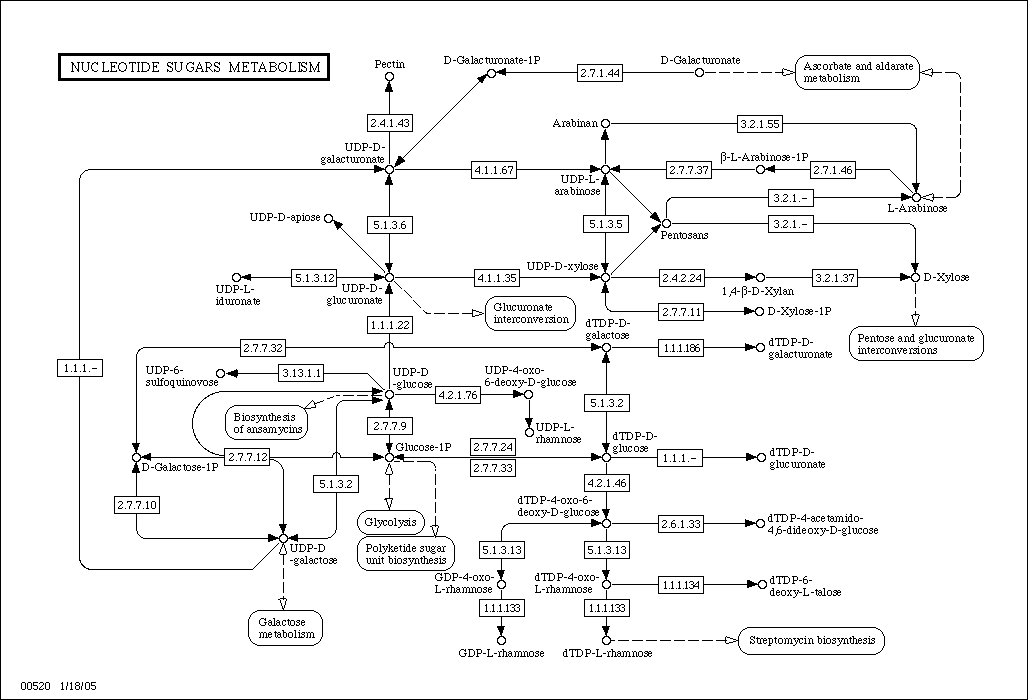 NUCLEOTIDE SUGARS METABOLISM
Pectin
D-Galacturonate-1P
2.7.1.44
D-Galacturonate
Ascorbate and aldarate
metabolism
2.4.1.43
Arabinan
3.2.1.55
UDP-D-
galacturonate
4.1.1.67
UDP-L-
arabinose
2.7.7.37
β-L-Arabinose-1P
2.7.1.46
3.2.1.-
L-Arabinose
UDP-D-apiose
5.1.3.6
5.1.3.5
Pentosans
3.2.1.-
UDP-L-
iduronate
5.1.3.12
UDP-D-
glucuronate
4.1.1.35
UDP-D-xylose
2.4.2.24
1,4-β-D-Xylan
3.2.1.37
D-Xylose
Glucuronate
interconversion
2.7.7.11
D-Xylose-1P
1.1.1.22
dTDP-D-
galactose
Pentose and glucuronate
interconversions
2.7.7.32
1.1.1.186
dTDP-D-
galacturonate
1.1.1.-
UDP-6-
sulfoquinovose
3.13.1.1
UDP-D
-glucose
4.2.1.76
UDP-4-oxo-
6-deoxy-D-glucose
5.1.3.2
Biosynthesis
of ansamycins
2.7.7.9
UDP-L-
rhamnose
D-Galactose-1P
2.7.7.12
Glucose-1P
2.7.7.24
2.7.7.33
dTDP-D-
glucose
1.1.1.-
dTDP-D-
glucuronate
5.1.3.2
4.2.1.46
2.7.7.10
Glycolysis
dTDP-4-oxo-6-
deoxy-D-glucose
2.6.1.33
dTDP-4-acetamido-
4,6-dideoxy-D-glucose
UDP-D
-galactose
Polyketide sugar
unit biosynthesis
5.1.3.13
5.1.3.13
GDP-4-oxo-
L-rhamnose
dTDP-4-oxo-
L-rhamnose
1.1.1.134
dTDP-6-
deoxy-L-talose
1.1.1.133
1.1.1.133
Galactose
metabolism
GDP-L-rhamnose
dTDP-L-rhamnose
Streptomycin biosynthesis
00520 1/18/05